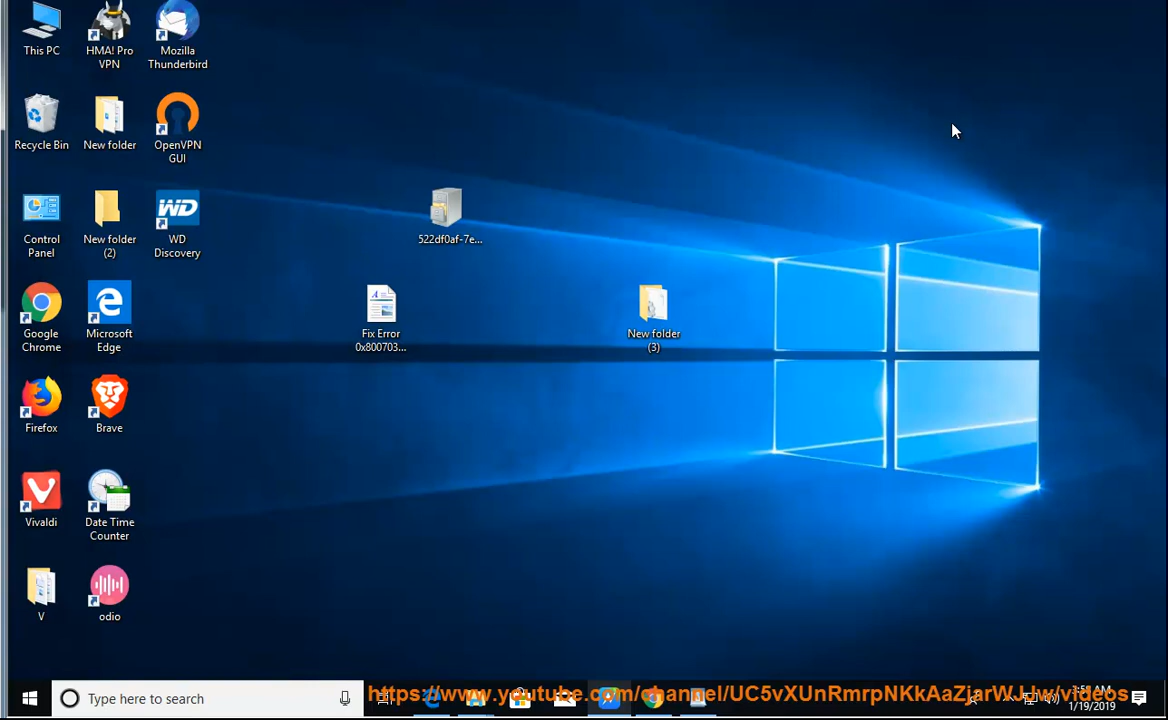 This PC
HMA! Pro
VPN
Mozilla
Thunderbird
Recycle Bin
New folder
OpenVPN
GUI
Control
Panel
New folder
(2)
WD
WD
Discovery
522df0af-7e...
Google
Chrome
Microsoft
Edge
Fix Error
0x800703...
New folder
(3)
Firefox
Brave
Vivaldi
Date Time
Counter
V
odio
Type here to search
1/19/2019